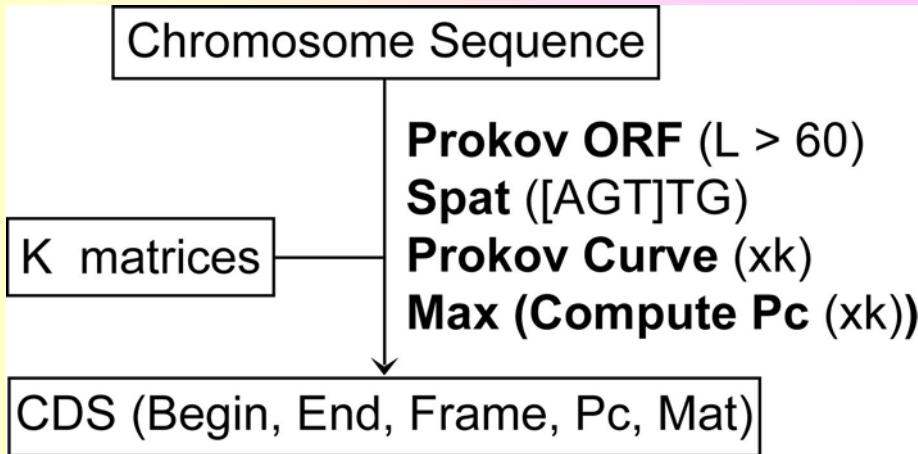 Chromosome Sequence
Prokov ORF (L > 60)
Spat ([AGT]TG)
Prokov Curve (xk)
Max (Compute Pc (xk))
K matrices
CDS (Begin, End, Frame, Pc, Mat)